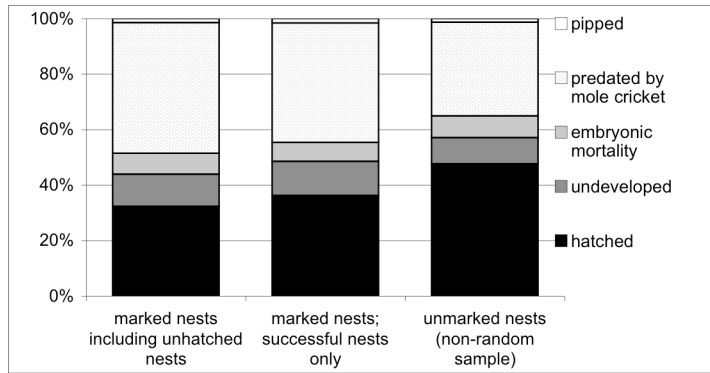 100%
80%
60%
40%
20%
0%
marked nests
including unhatched
nests
marked nests;
successful nests
only
unmarked nests
(non-random
sample)
pipped
predated by
mole cricket
embryonic
mortality
undeveloped
hatched